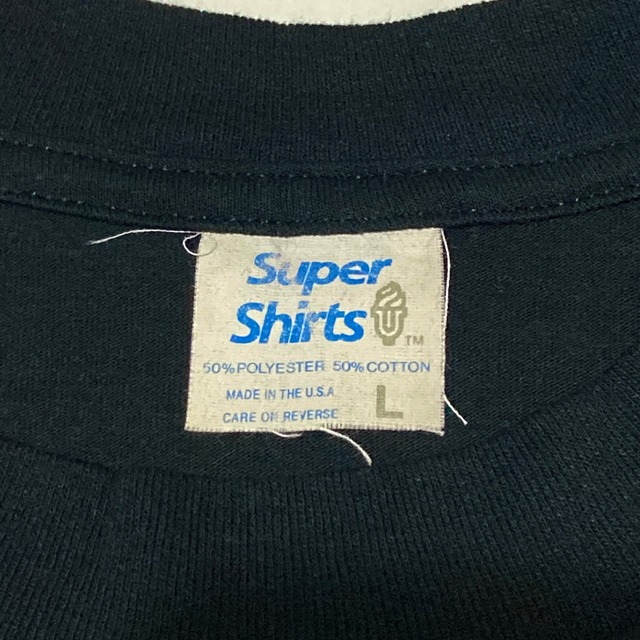 Super
Shirts U TM
50% POLYESTER 50% COTTON
MADE IN THE U.S.A
CARE ON REVERSE
L